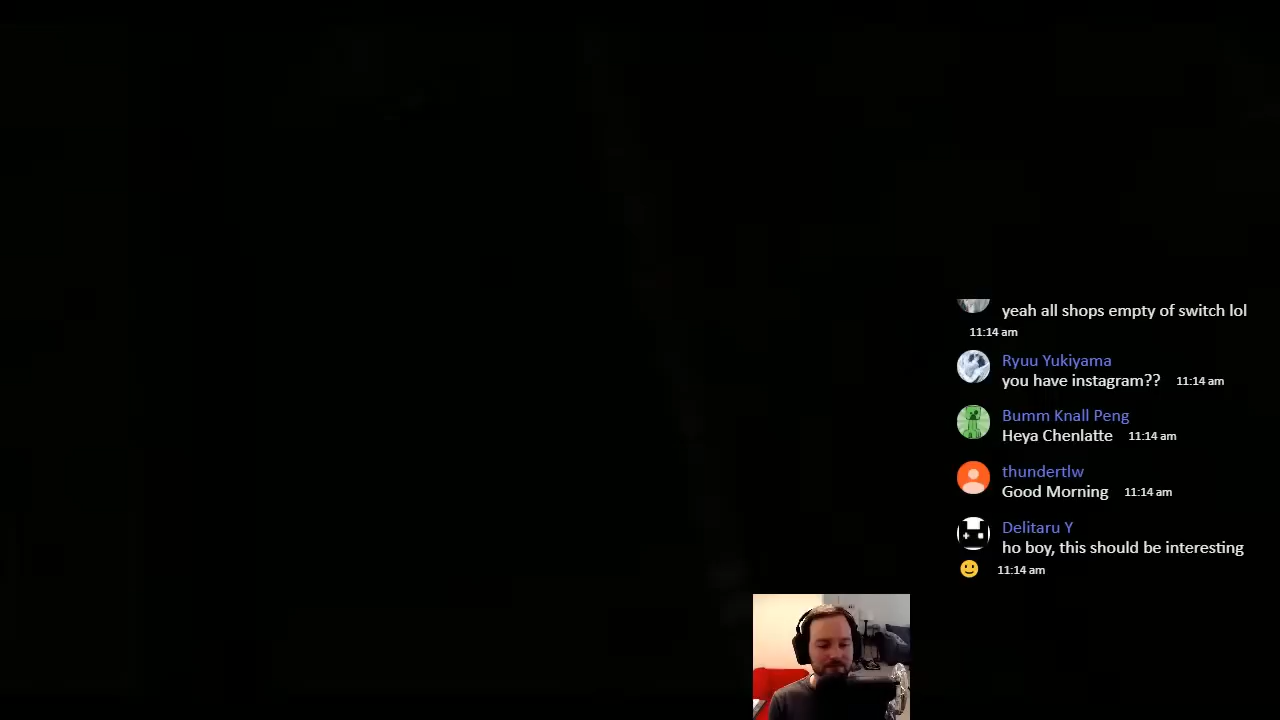 yeah all shops empty of switch lol
11:14 am
Ryuu Yukiyama
you have instagram?? 11:14 am
Bumm Knall Peng
Heya Chenlatte 11:14 am
thundertlw
Good Morning 11:14 am
Delitaru Y
ho boy, this should be interesting
🙂 11:14 am